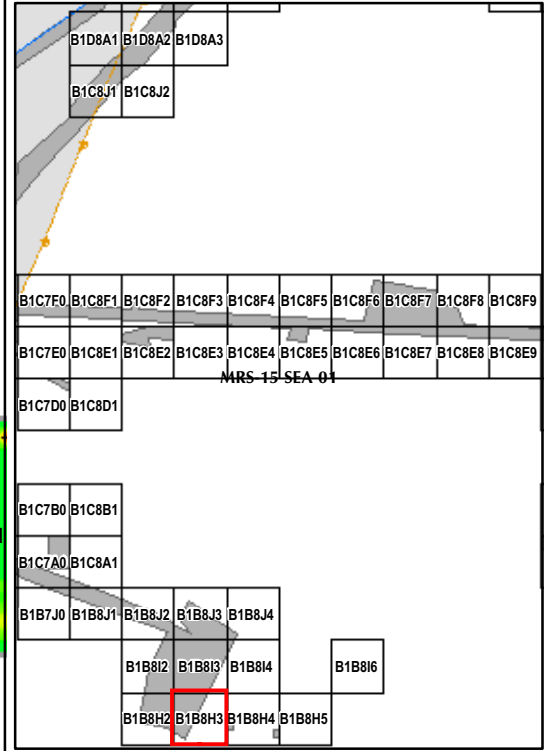 B1D8A1 B1D8A2 B1D8A3
B1C8J1 B1C8J2
B1C7F0 B1C8F1 B1C8F2 B1C8F3 B1C8F4 B1C8F5 B1C8F6 B1C8F7 B1C8F8 B1C8F9
B1C7E0 B1C8E1 B1C8E2 B1C8E3 B1C8E4 B1C8E5 B1C8E6 B1C8E7 B1C8E8 B1C8E9
MRS-15 SEA 01
B1C7D0 B1C8D1
B1C7B0 B1C8B1
B1C7A0 B1C8A1
B1B7J0 B1B8J1 B1B8J2 B1B8J3 B1B8J4
B1B8I2 B1B8I3 B1B8I4 B1B8I6
B1B8H2 B1B8H3 B1B8H4 B1B8H5